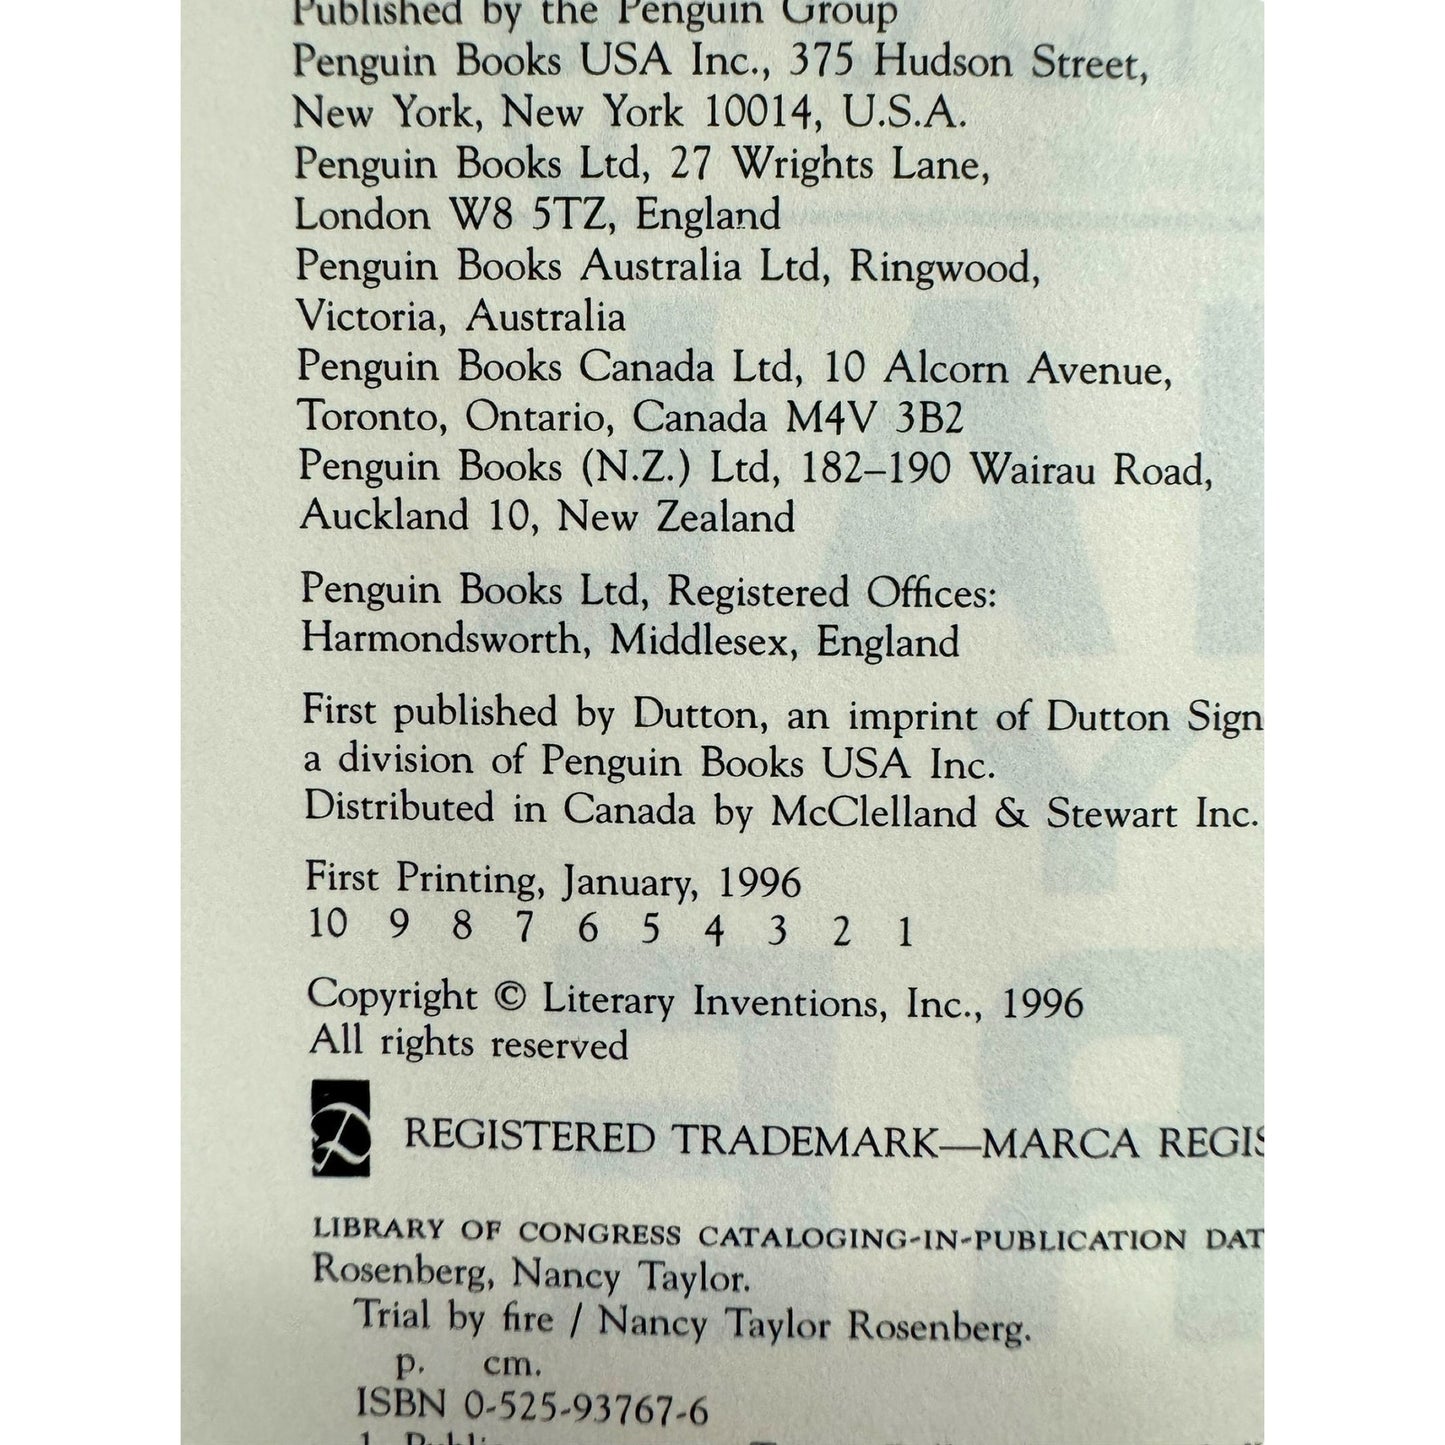 Published by the Penguin Group
Penguin Books USA Inc., 375 Hudson Street,
New York, New York 10014, U.S.A.
Penguin Books Ltd, 27 Wrights Lane,
London W8 5TZ, England
Penguin Books Australia Ltd, Ringwood,
Victoria, Australia
Penguin Books Canada Ltd, 10 Alcorn Avenue,
Toronto, Ontario, Canada M4V 3B2
Penguin Books (N.Z.) Ltd, 182–190 Wairau Road,
Auckland 10, New Zealand
Penguin Books Ltd, Registered Offices:
Harmondsworth, Middlesex, England
First published by Dutton, an imprint of Dutton Sign
a division of Penguin Books USA Inc.
Distributed in Canada by McClelland & Stewart Inc.
First Printing, January, 1996
10 9 8 7 6 5 4 3 2 1
Copyright © Literary Inventions, Inc., 1996
All rights reserved
REGISTERED TRADEMARK—MARCA REGIS
LIBRARY OF CONGRESS CATALOGING-IN-PUBLICATION DAT
Rosenberg, Nancy Taylor.
Trial by fire / Nancy Taylor Rosenberg.
p. cm.
ISBN 0-525-93767-6